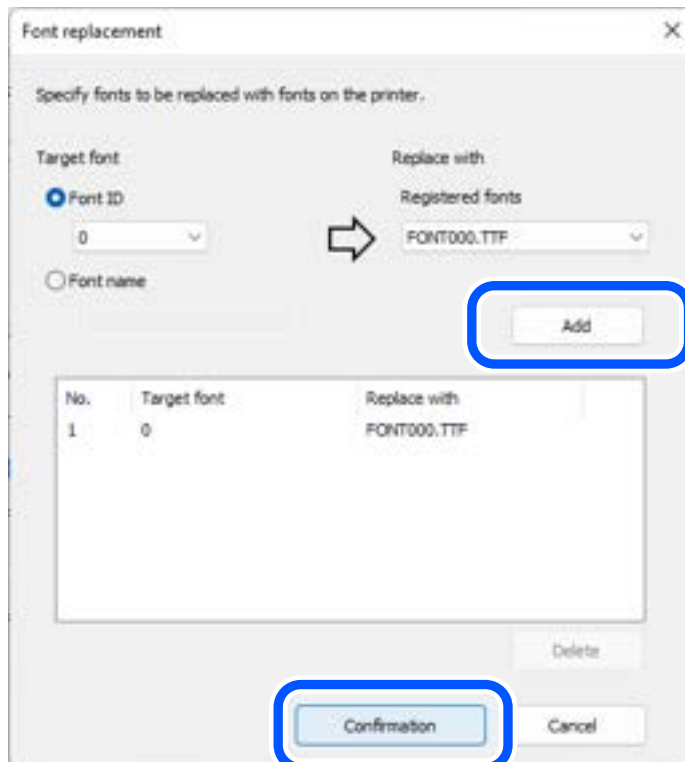 Font replacement
Specify fonts to be replaced with fonts on the printer.
Target font
Replace with
Font ID
Registered fonts
0
FONT000.TTF
Font name
Add
No. Target font Replace with
1 0 FONT000.TTF
Delete
Confirmation Cancel